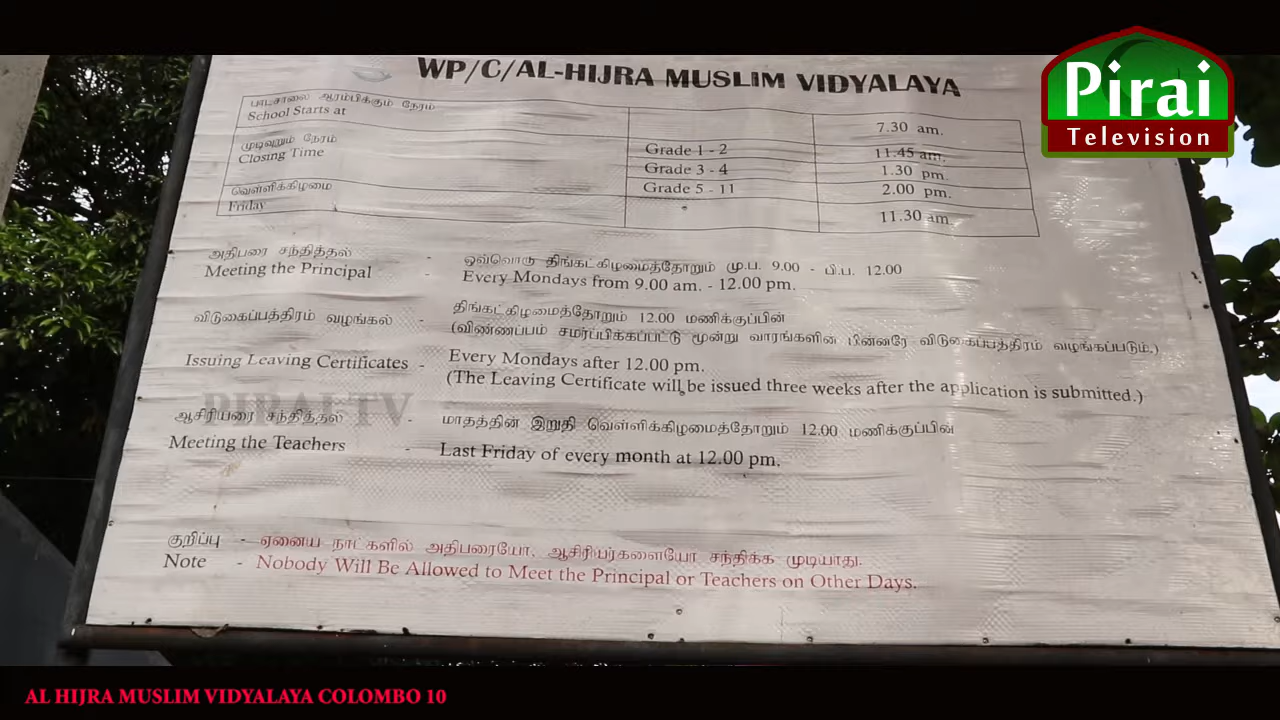 Pirai
Television
WP/C/AL-HIJRA MUSLIM VIDYALAYA
பாடசாலை ஆரம்பிக்கும் நேரம்
School Starts at
7.30 am.
முடிவுறும் நேரம்
Closing Time
Grade 1 - 2 11.45 am.
Grade 3 - 4 1.30 pm.
Grade 5 - 11 2.00 pm.
வெள்ளிக்கிழமை
Friday
11.30 am.
அதிபரை சந்தித்தல் - ஒவ்வொரு திங்கட்கிழமைத்தோறும் மு.ப. 9.00 - பி.ப. 12.00
Meeting the Principal - Every Mondays from 9.00 am. - 12.00 pm.
விடுகைப்பத்திரம் வழங்கல் - திங்கட்கிழமைத்தோறும் 12.00 மணிக்குப்பின்
(விண்ணப்பம் சமர்ப்பிக்கப்பட்டு மூன்று வாரங்களின் பின்னரே விடுகைப்பத்திரம் வழங்கப்படும்.)
Issuing Leaving Certificates - Every Mondays after 12.00 pm.
(The Leaving Certificate will be issued three weeks after the application is submitted.)
PIRAI TV
ஆசிரியரை சந்தித்தல் - மாதத்தின் இறுதி வெள்ளிக்கிழமைத்தோறும் 12.00 மணிக்குப்பின்
Meeting the Teachers - Last Friday of every month at 12.00 pm.
குறிப்பு - ஏனைய நாட்களில் அதிபரையோ, ஆசிரியர்களையோ சந்திக்க முடியாது.
Note - Nobody Will Be Allowed to Meet the Principal or Teachers on Other Days.
AL HIJRA MUSLIM VIDYALAYA COLOMBO 10